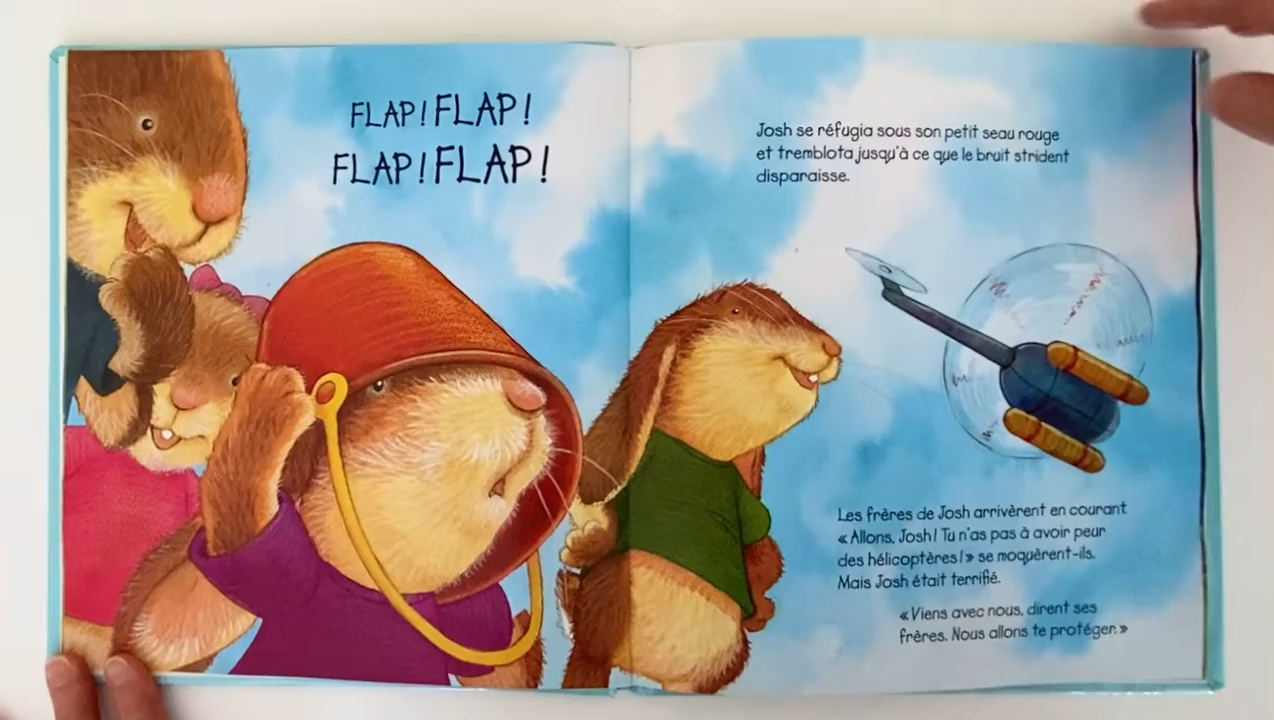 FLAP! FLAP!
FLAP! FLAP!
Josh se réfugia sous son petit seau rouge
et tremblota jusqu'à ce que le bruit strident
disparaisse.
Les frères de Josh arrivèrent en courant.
« Allons, Josh! Tu n'as pas à avoir peur
des hélicoptères! » se moquèrent-ils.
Mais Josh était terrifié.
« Viens avec nous, dirent ses
frères. Nous allons te protéger. »